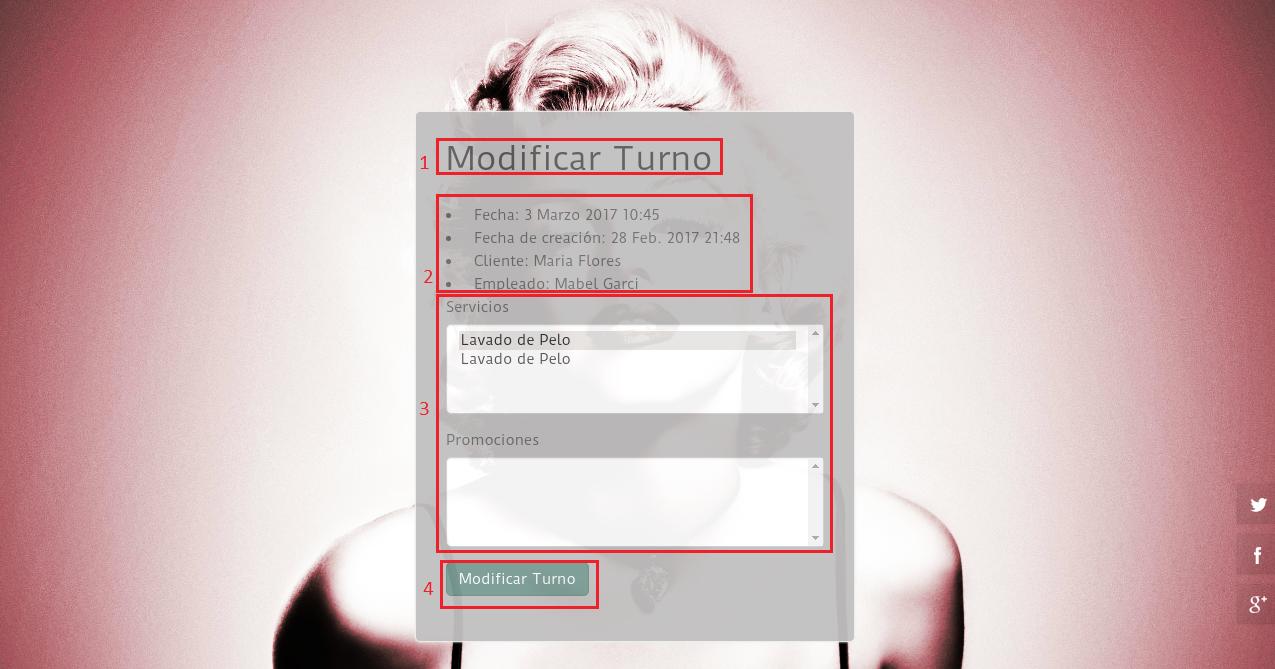 1 Modificar Turno
• Fecha: 3 Marzo 2017 10:45
• Fecha de creación: 28 Feb. 2017 21:48
• Cliente: Maria Flores
2
• Empleado: Mabel Garci
Servicios
Lavado de Pelo
Lavado de Pelo
3
Promociones
4 Modificar Turno